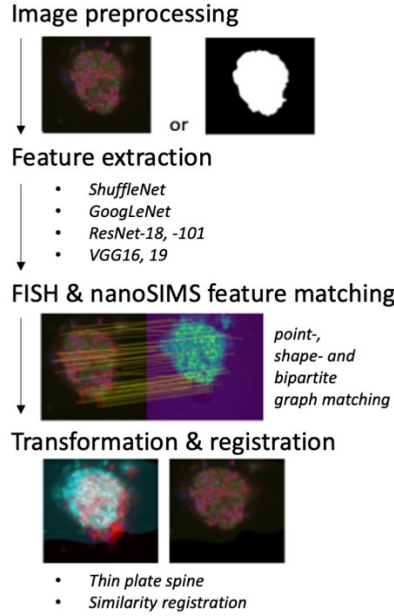 Image preprocessing
or
Feature extraction
• ShuffleNet
• GoogLeNet
• ResNet-18, -101
• VGG16, 19
FISH & nanoSIMS feature matching
point-,
shape- and
bipartite
graph matching
Transformation & registration
• Thin plate spine
• Similarity registration